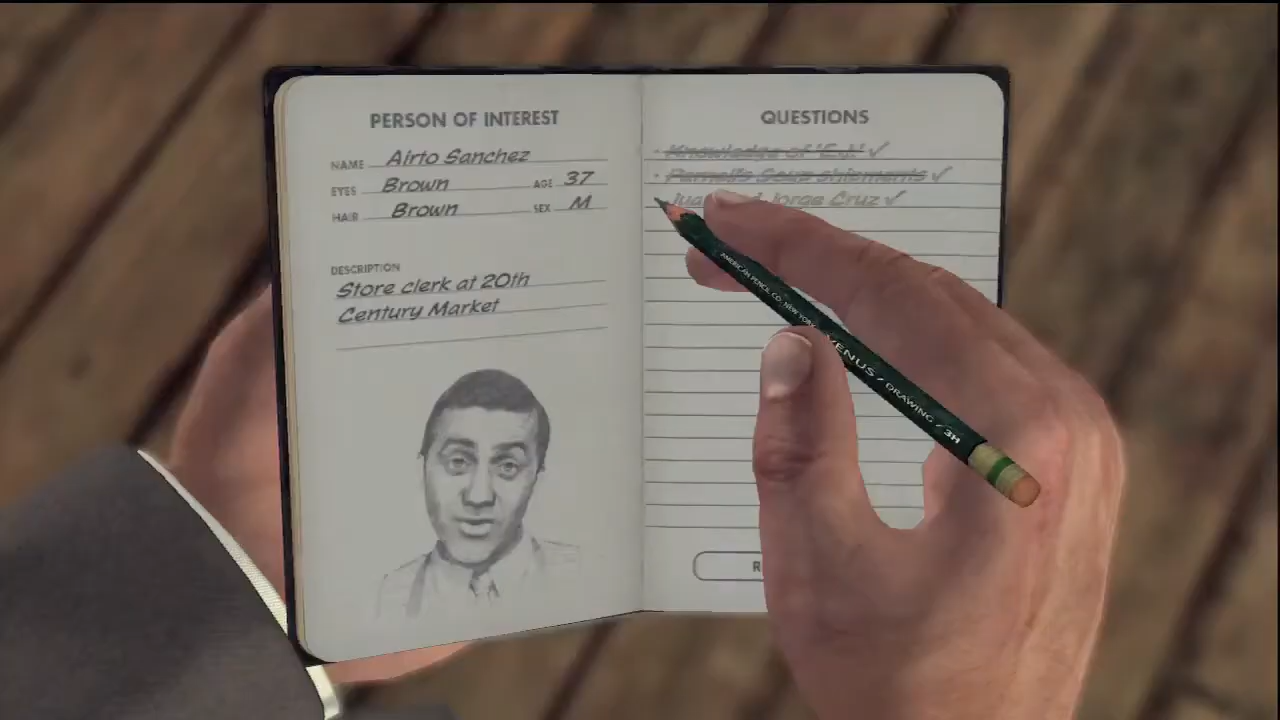 PERSON OF INTEREST
NAME Airto Sanchez
EYES Brown AGE 37
HAIR Brown SEX M
DESCRIPTION
Store clerk at 20th
Century Market
QUESTIONS
· Knowledge of 'E.J.' ✓
· Parnell's Soup shipments ✓
Jorge Cruz ✓
AMERICAN PENCIL CO. NEW YORK
VENUS / DRAWING / 3H